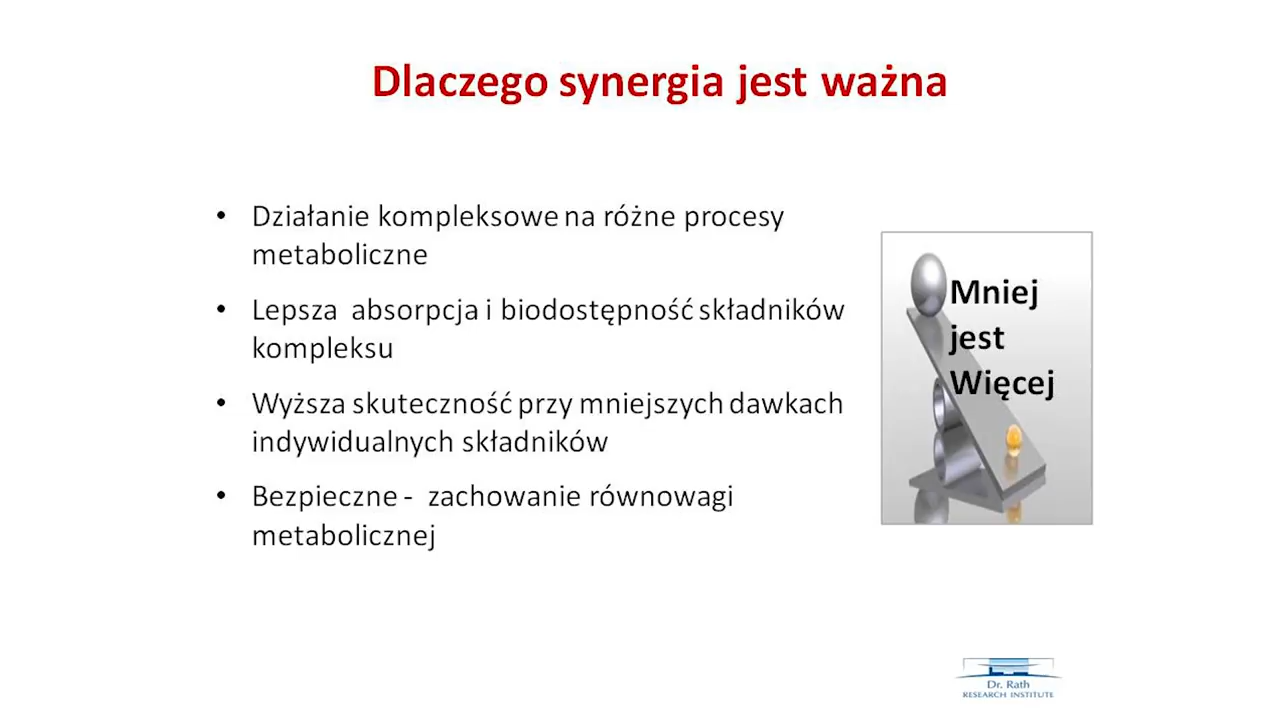 Dlaczego synergia jest ważna
• Działanie kompleksowe na różne procesy
metaboliczne
• Lepsza absorpcja i biodostępność składników
kompleksu
• Wyższa skuteczność przy mniejszych dawkach
indywidualnych składników
• Bezpieczne - zachowanie równowagi
metabolicznej
Mniej
jest
Więcej
Dr. Rath
RESEARCH INSTITUTE